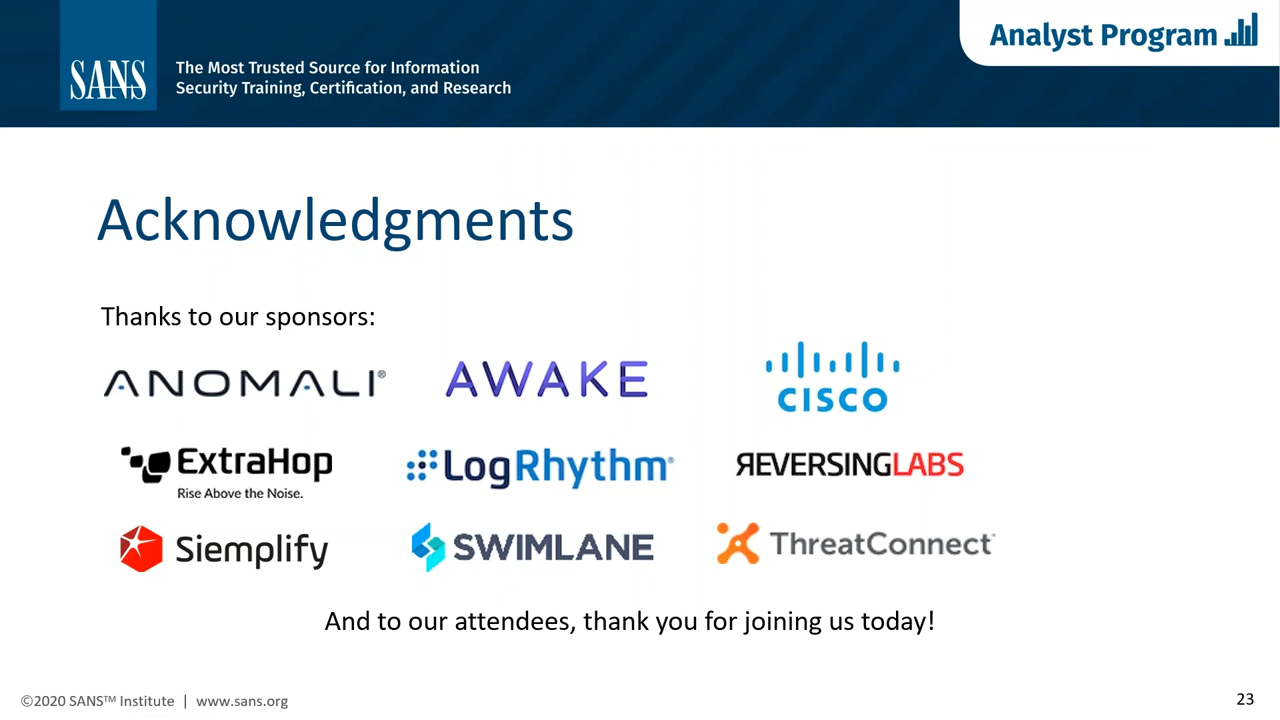 Analyst Program
SANS
The Most Trusted Source for Information
Security Training, Certification, and Research
Acknowledgments
Thanks to our sponsors:
ANOMALI®
AWAKE
CISCO
ExtraHop
Rise Above the Noise.
LogRhythm®
REVERSINGLABS
Siemplify
SWIMLANE
ThreatConnect
And to our attendees, thank you for joining us today!
©2020 SANS™ Institute | www.sans.org
23